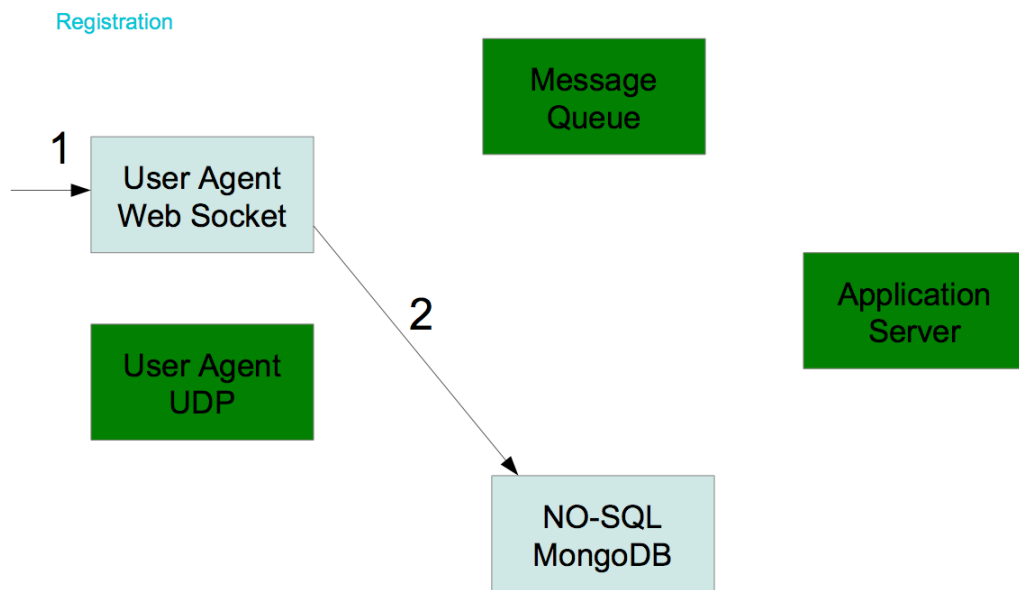 Registration
Message
Queue
1
User Agent
Web Socket
Application
Server
2
User Agent
UDP
NO-SQL
MongoDB